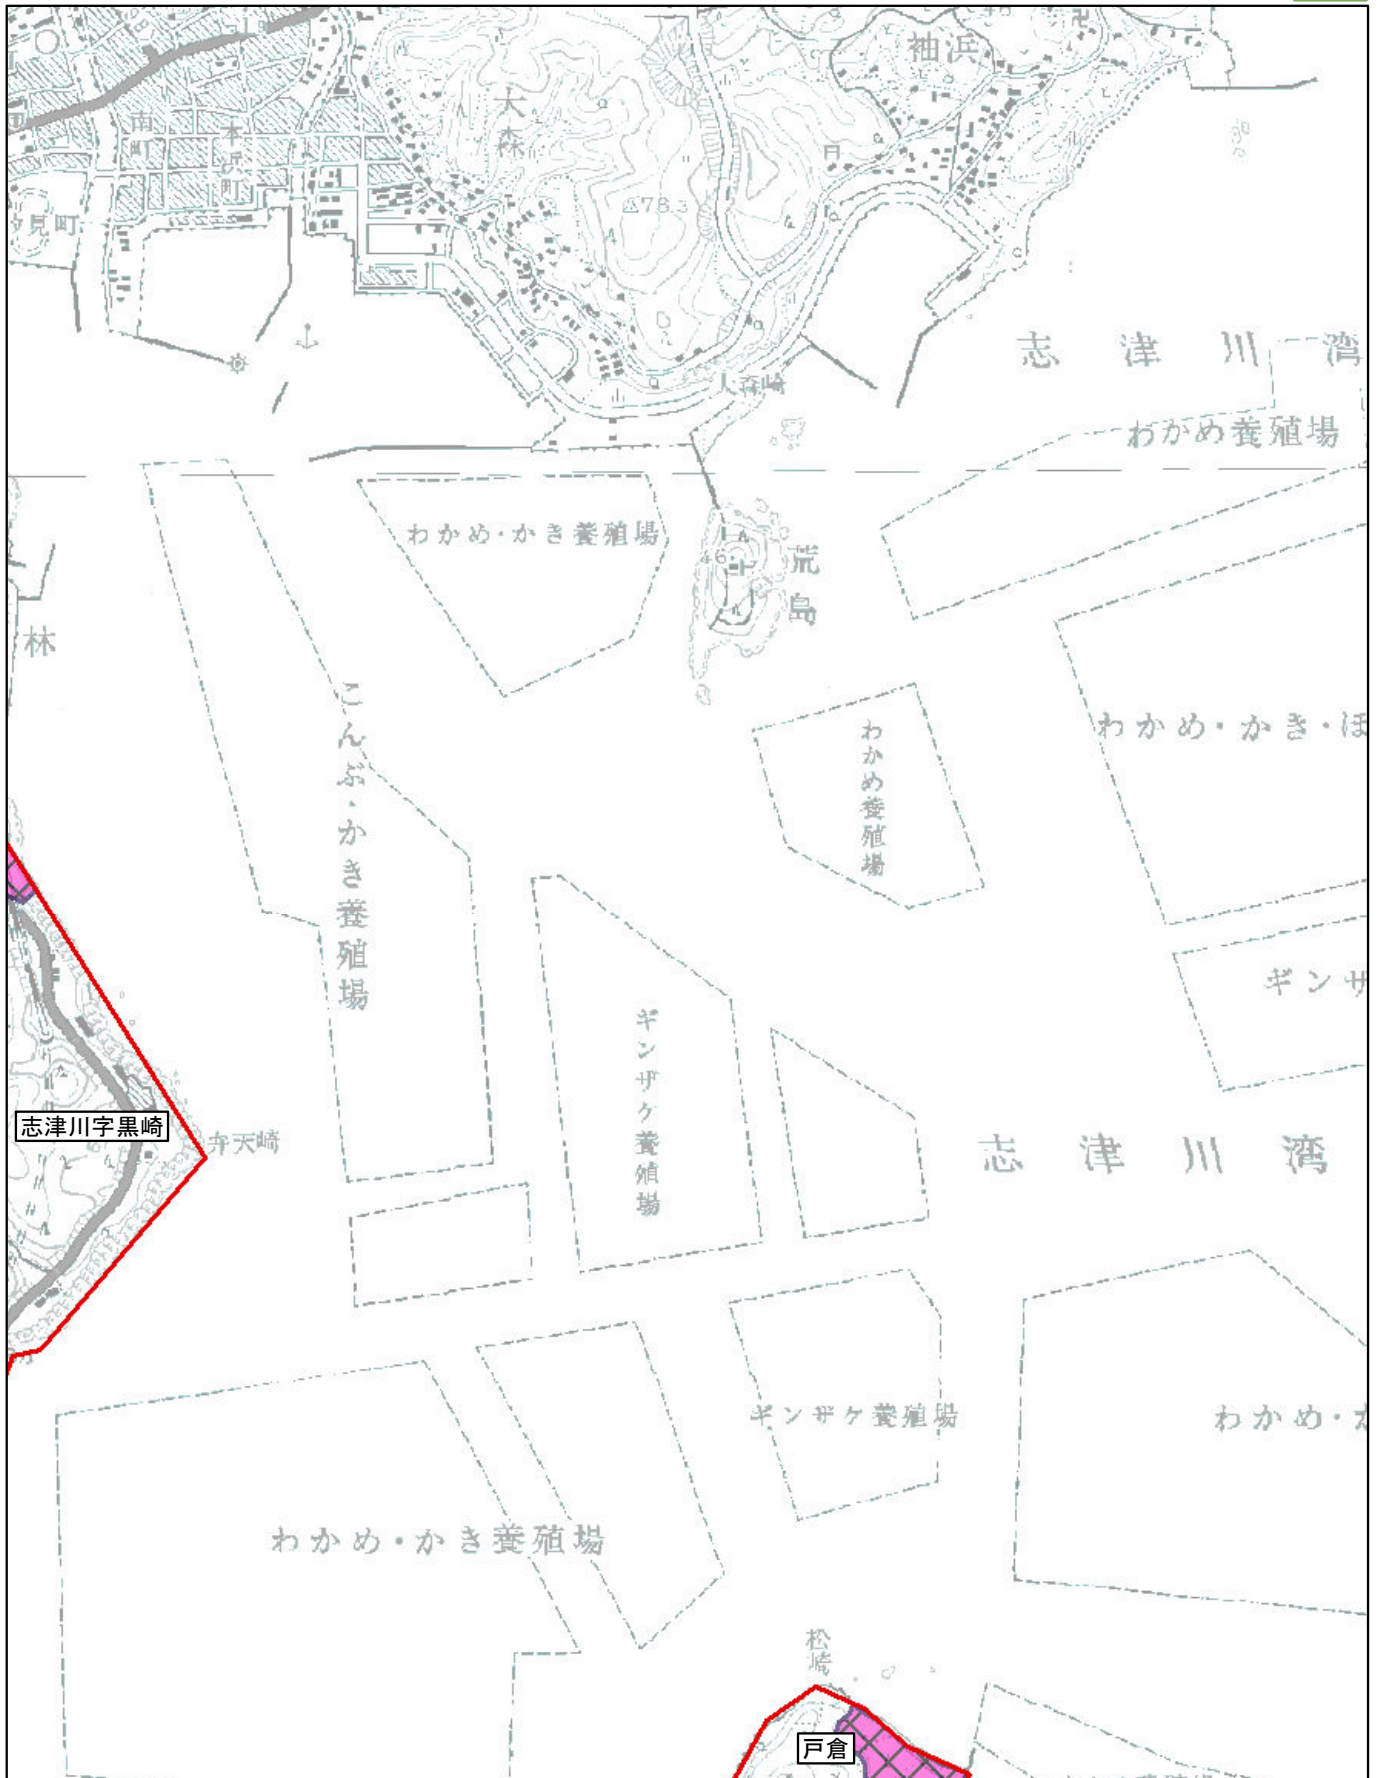 袖浜
大森
南町
本浜町
汐見町
78.3
大森崎
志津川湾
わかめ養殖場
わかめ・かき養殖場
46
荒島
林
こんぶ・かき養殖場
わかめ・かき・ほ
わかめ養殖場
ギンザ
ギンザケ養殖場
志津川字黒崎
弁天崎
志津川湾
ギンザケ養殖場
わかめ・か
わかめ・かき養殖場
松崎
戸倉